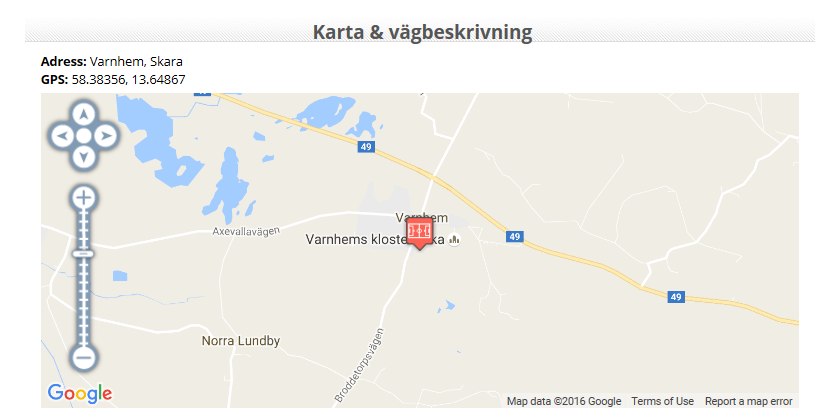 Karta & vägbeskrivning
Adress: Varnhem, Skara
GPS: 58.38356, 13.64867
49
49
Varnhem
Axevallavägen
Varnhems kloste ka
49
49
Norra Lundby
Broddetorpsvägen
Google
Map data ©2016 Google Terms of Use Report a map error